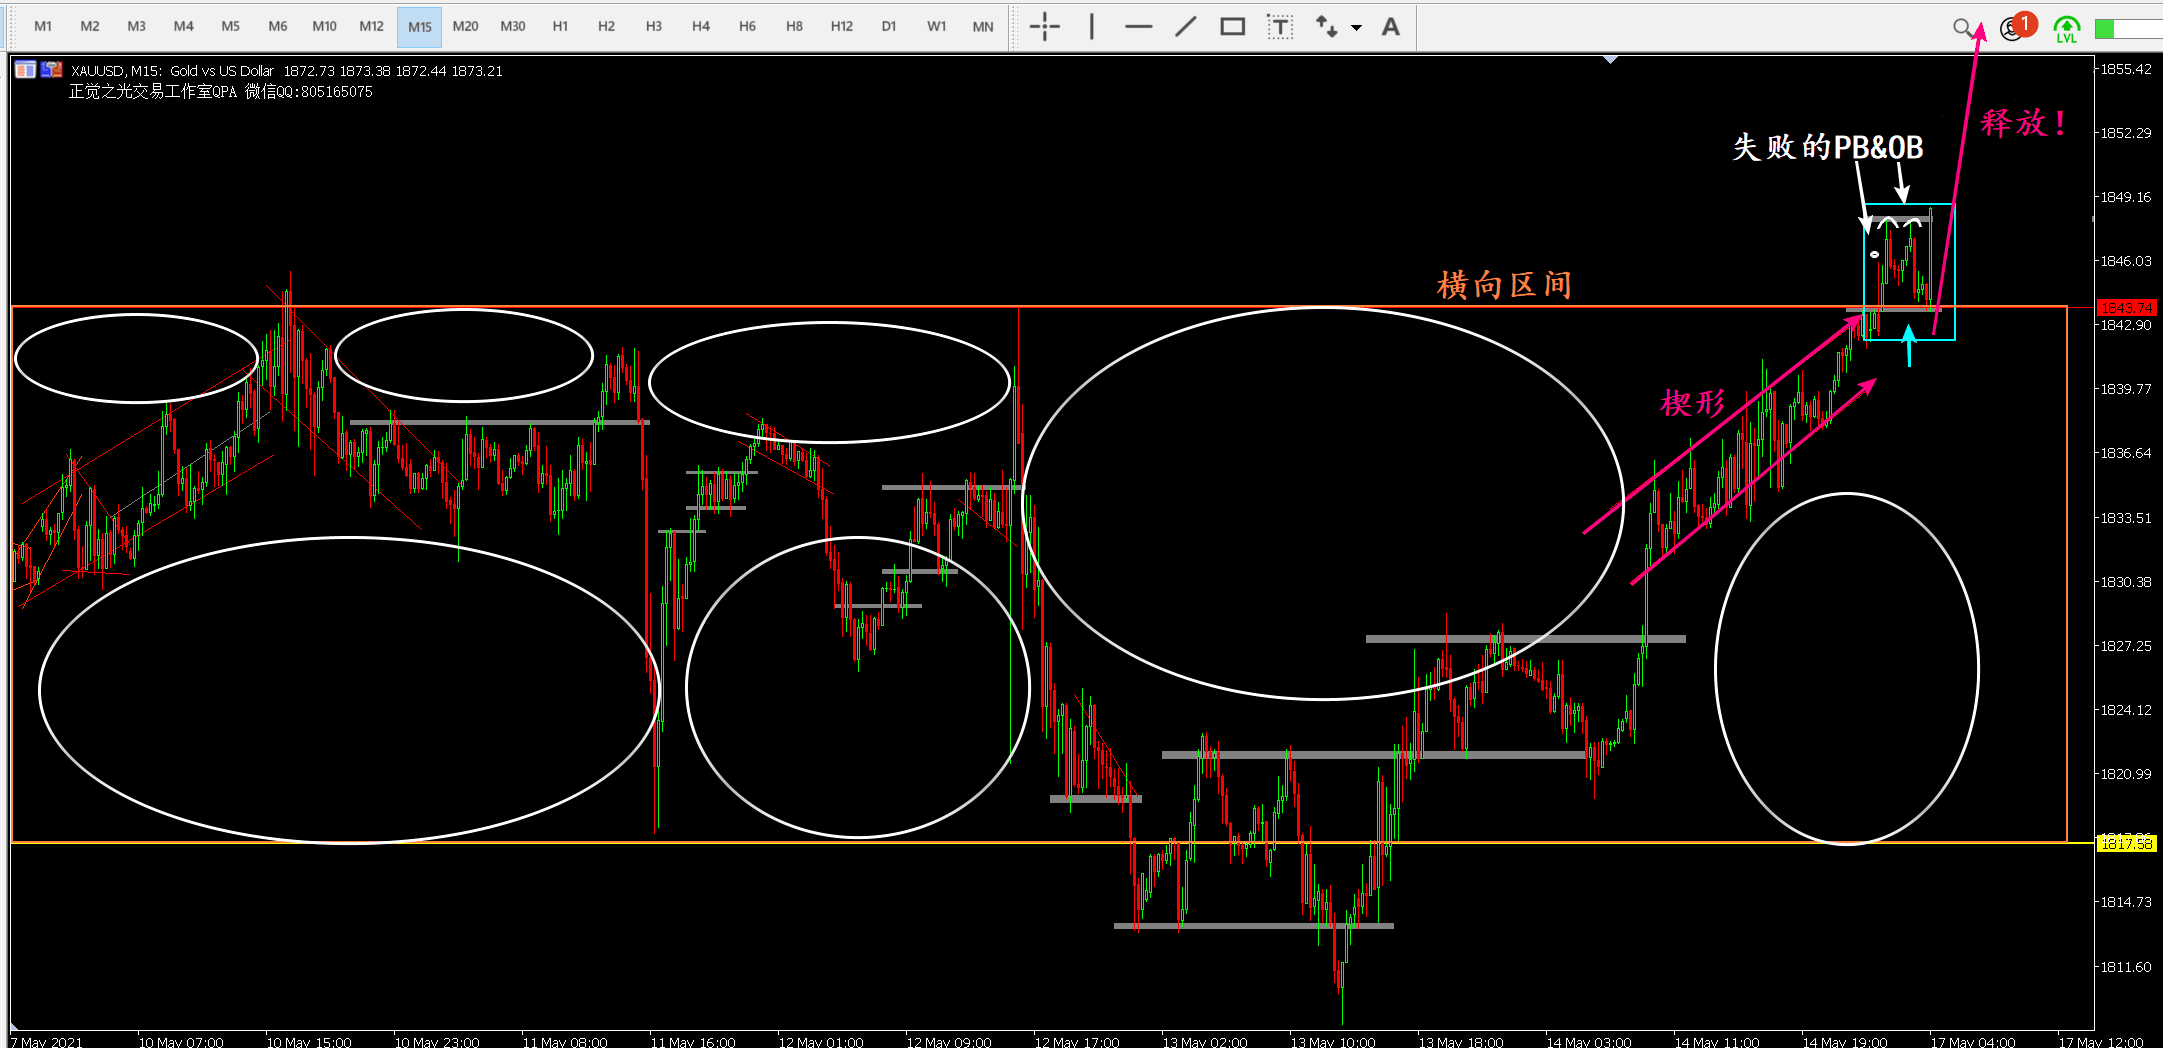 M1 M2 M3 M4 M5 M6 M10 M12 M15 M20 M30 H1 H2 H3 H4 H6 H8 H12 D1 W1 MN T A 1 LVL
XAUUSD, M15: Gold vs US Dollar 1872.73 1873.38 1872.44 1873.21
正觉之光交易工作室QPA 微信QQ:805165075
1855.42
释放！
1852.29
失败的PB&OB
1849.16
1846.03
横向区间
1843.74
1842.90
1839.77
楔形
1836.64
1833.51
1830.38
1827.25
1824.12
1820.99
1817.58
1814.73
1811.60
7 May 2021 10 May 07:00 10 May 15:00 10 May 23:00 11 May 08:00 11 May 16:00 12 May 01:00 12 May 09:00 12 May 17:00 13 May 02:00 13 May 10:00 13 May 18:00 14 May 03:00 14 May 11:00 14 May 19:00 17 May 04:00 17 May 12:00